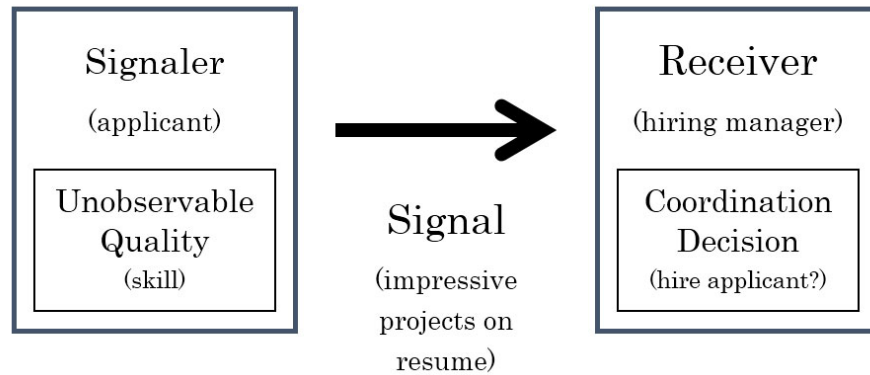 Signaler
(applicant)
Unobservable
Quality
(skill)
Signal
(impressive
projects on
resume)
Receiver
(hiring manager)
Coordination
Decision
(hire applicant?)